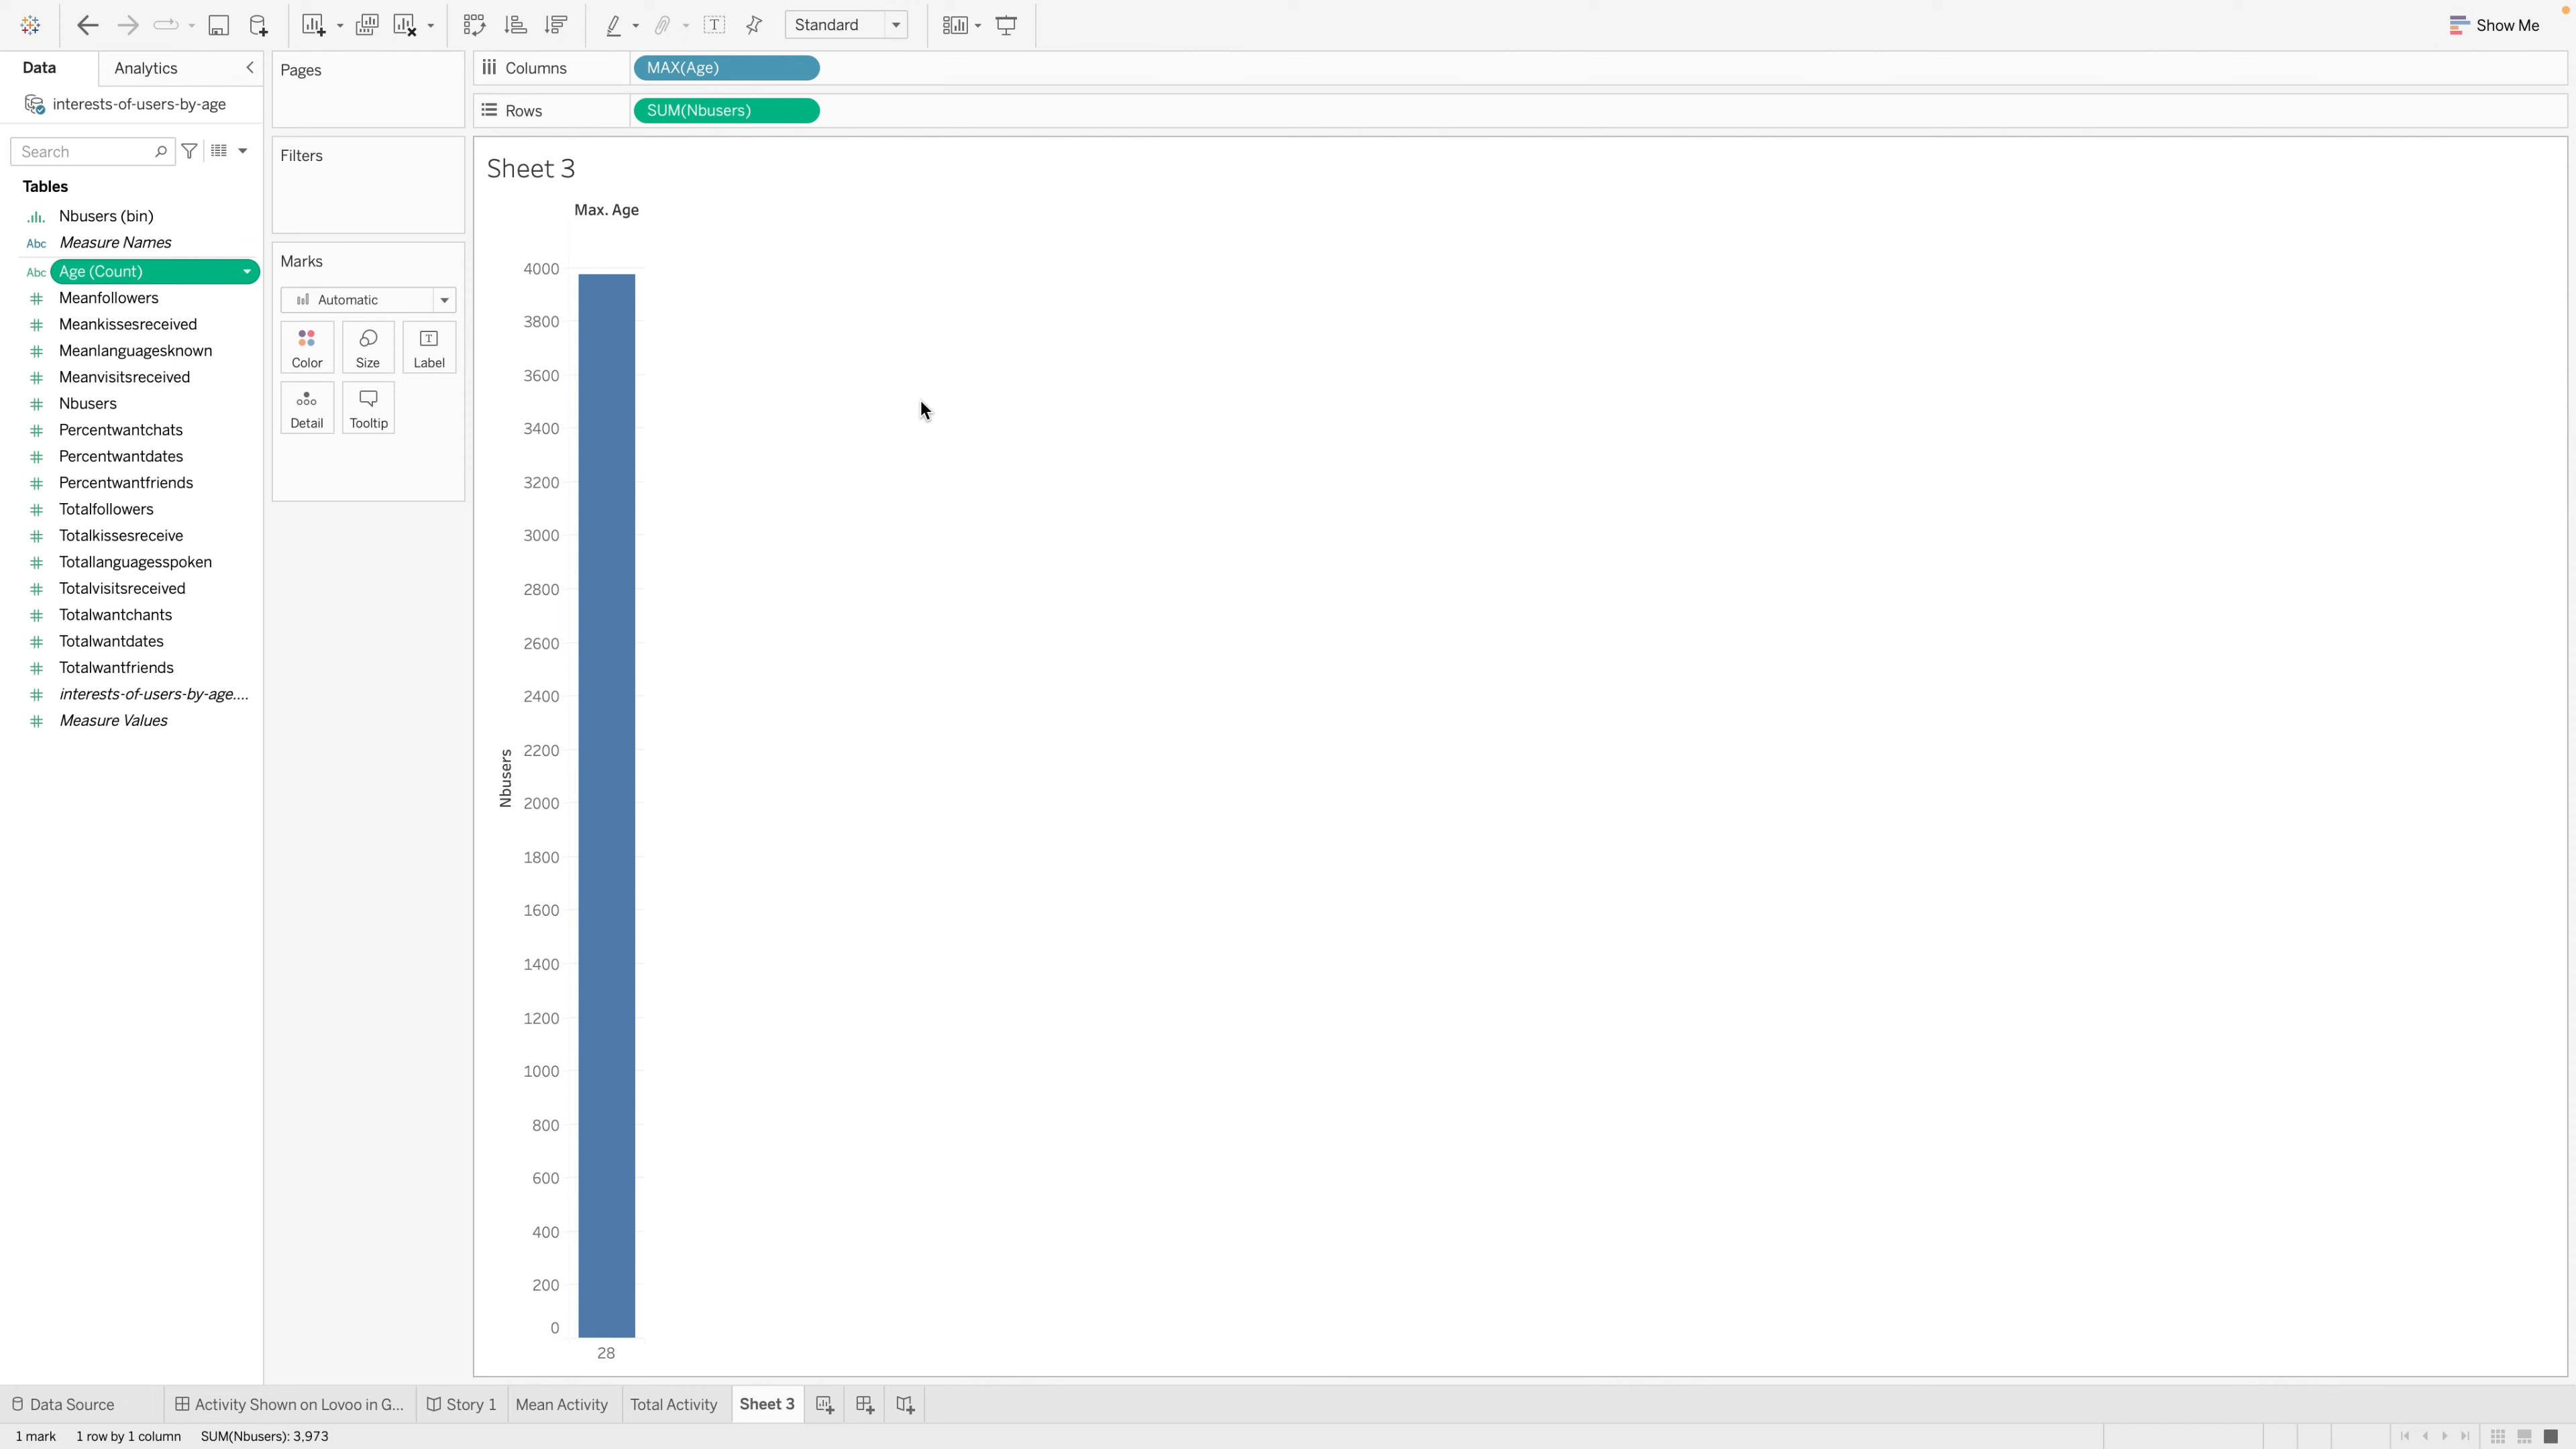 Standard
Show Me
Data
Analytics
interests-of-users-by-age
Search
Tables
Nbusers (bin)
Abc
Measure Names
Abc
Age (Count)
Meanfollowers
Meankissesreceived
Meanlanguagesknown
Meanvisitsreceived
Nbusers
Percentwantchats
Percentwantdates
Percentwantfriends
Totalfollowers
Totalkissesreceive
Totallanguagesspoken
Totalvisitsreceived
Totalwantchants
Totalwantdates
Totalwantfriends
interests-of-users-by-age....
Measure Values
Pages
Filters
Marks
Automatic
Color
Size
T
Label
Detail
Tooltip
Columns
MAX(Age)
Rows
SUM(Nbusers)
Sheet 3
Max. Age
4000
3800
3600
3400
3200
3000
2800
2600
2400
2200
2000
1800
1600
1400
1200
1000
800
600
400
200
0
Nbusers
28
Data Source
Activity Shown on Lovoo in G...
Story 1
Mean Activity
Total Activity
Sheet 3
1 mark
1 row by 1 column
SUM(Nbusers): 3,973